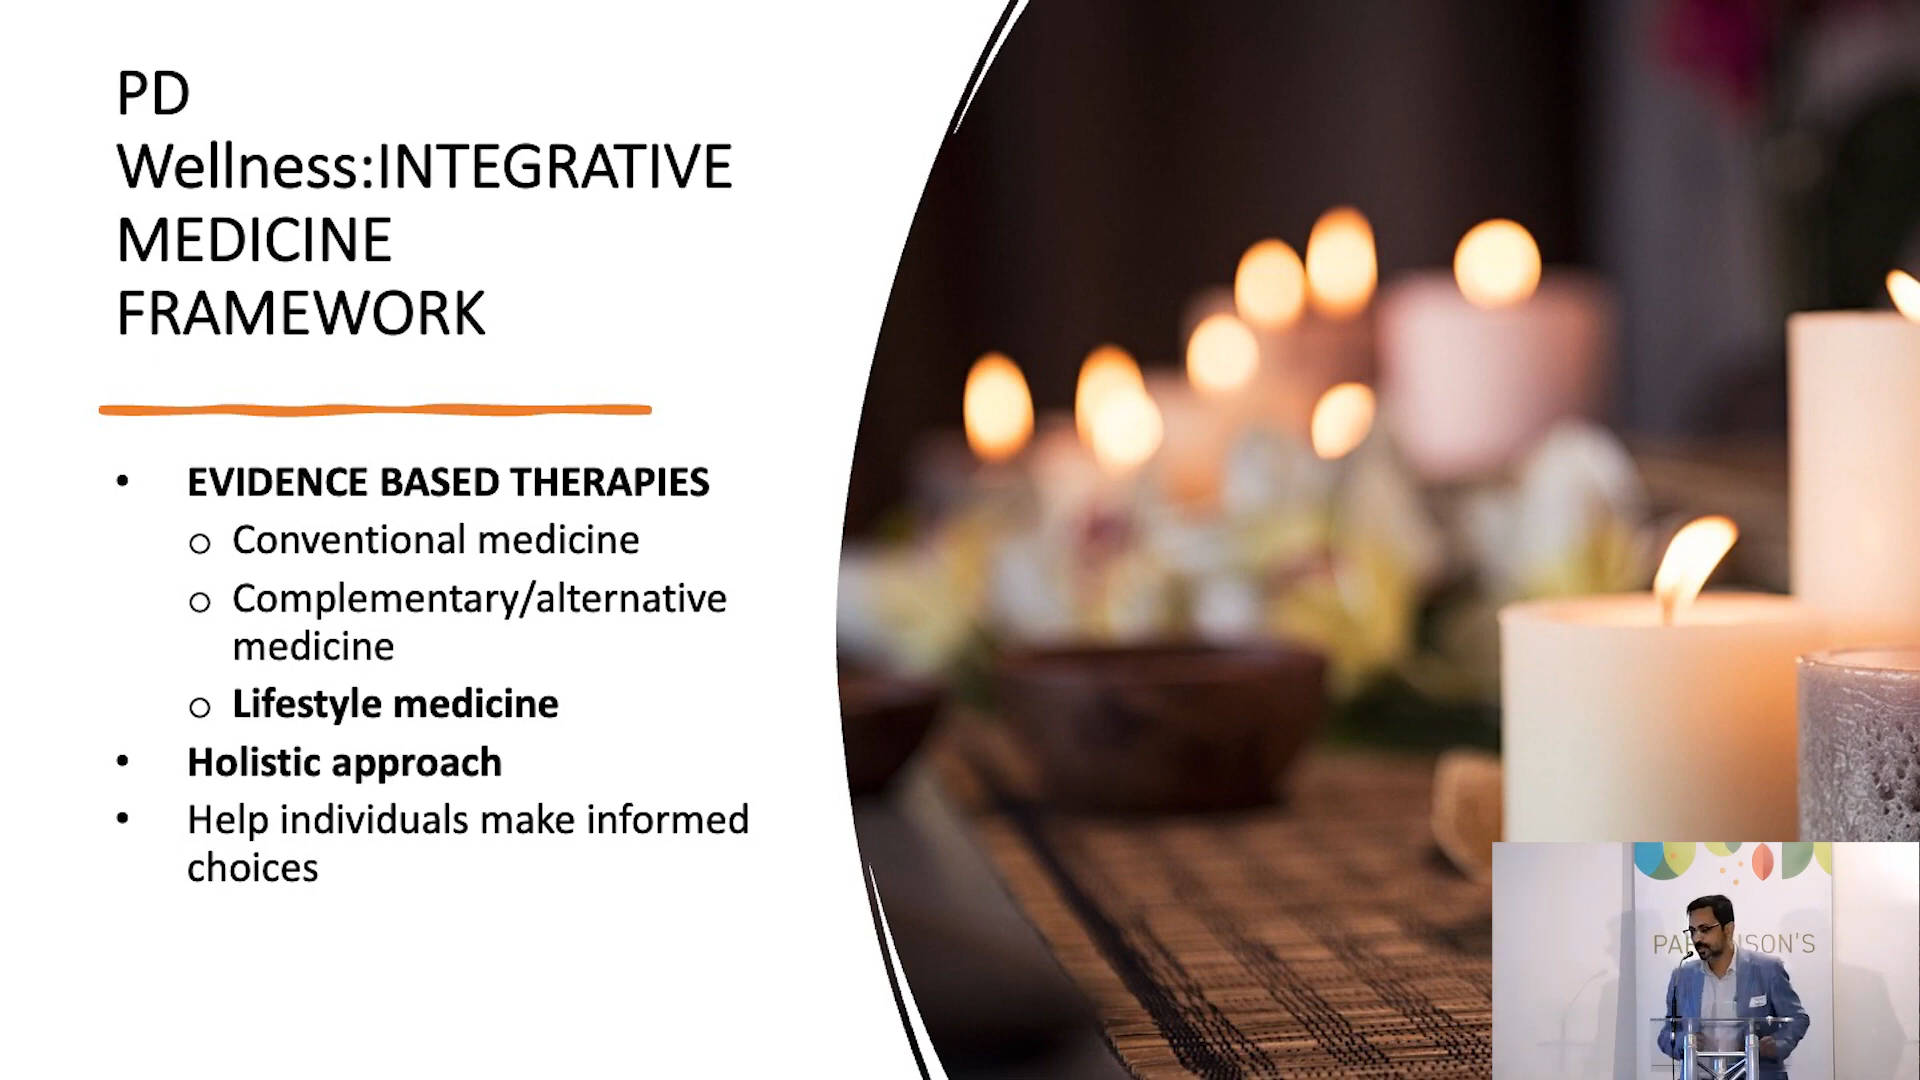 PD
Wellness:INTEGRATIVE
MEDICINE
FRAMEWORK
• EVIDENCE BASED THERAPIES
o Conventional medicine
o Complementary/alternative
medicine
o Lifestyle medicine
• Holistic approach
• Help individuals make informed
choices